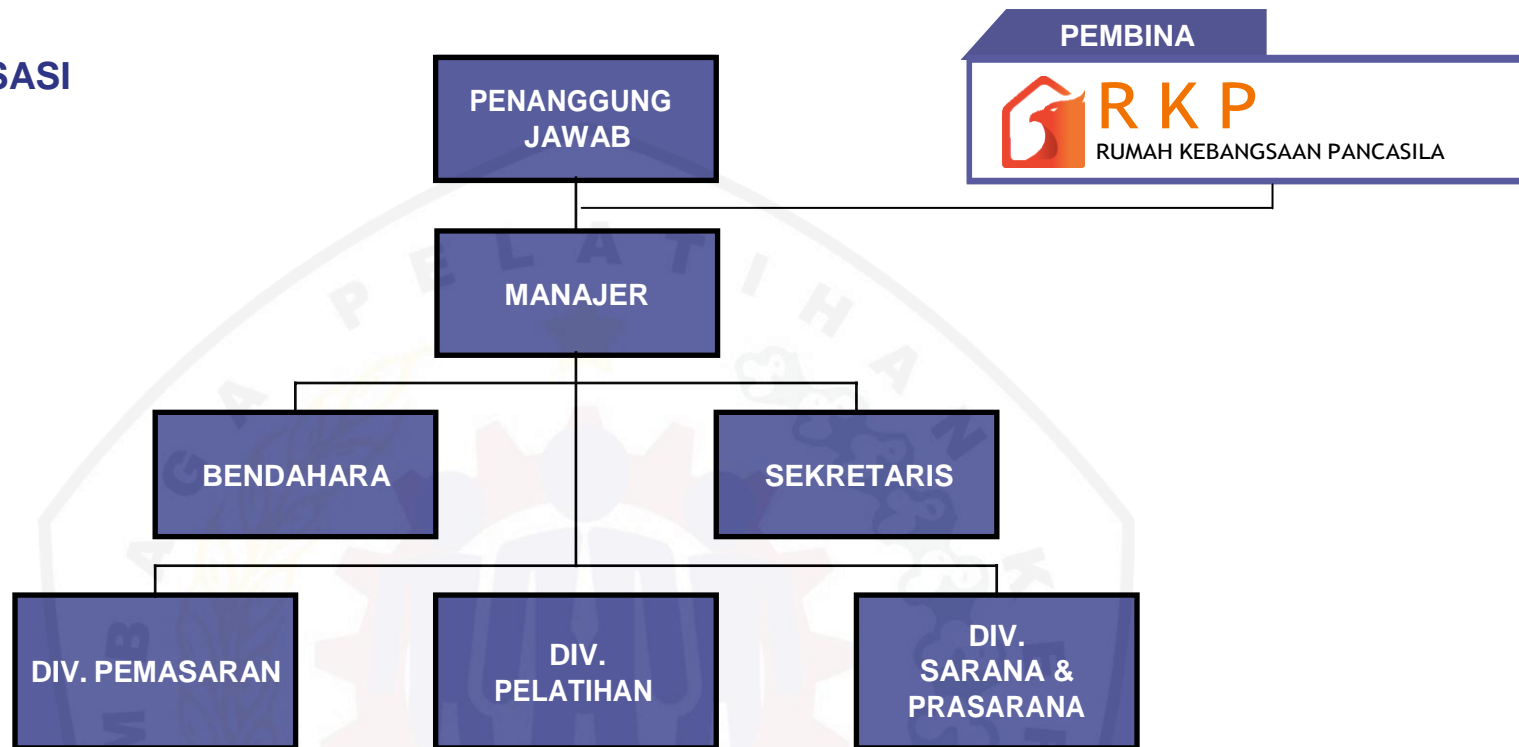 SASI
PENANGGUNG
JAWAB
PEMBINA
R K P
RUMAH KEBANGSAAN PANCASILA
MANAJER
BENDAHARA
SEKRETARIS
DIV. PEMASARAN
DIV.
PELATIHAN
DIV.
SARANA &
PRASARANA